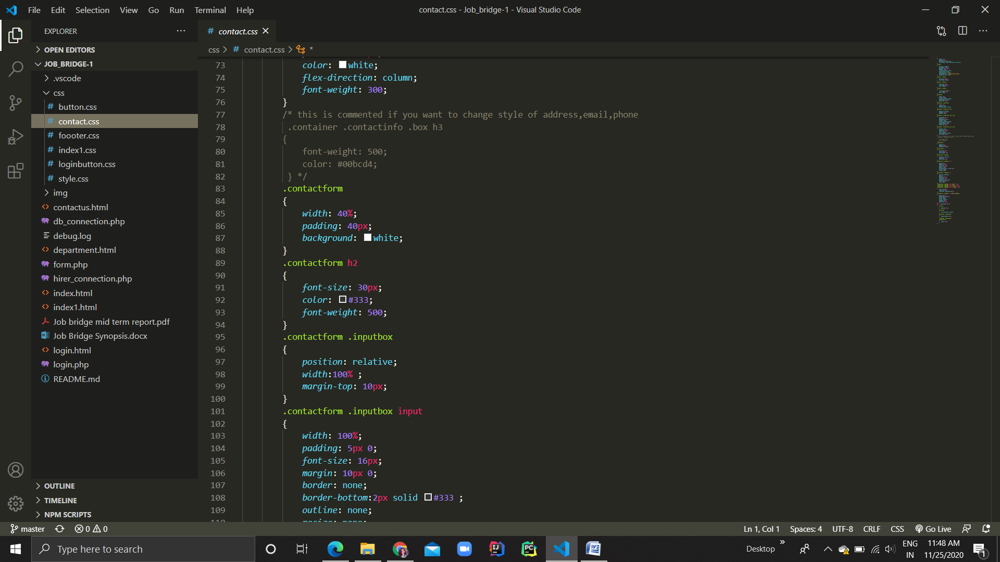 File Edit Selection View Go Run Terminal Help
contact.css - Job_bridge-1 - Visual Studio Code
EXPLORER
OPEN EDITORS
JOB_BRIDGE-1
.vscode
css
button.css
contact.css
foooter.css
index1.css
loginbutton.css
style.css
img
contactus.html
db_connection.php
debug.log
department.html
form.php
hirer_connection.php
index.html
index1.html
Job bridge mid term report.pdf
Job Bridge Synopsis.docx
login.html
login.php
README.md
OUTLINE
TIMELINE
NPM SCRIPTS
# contact.css
css > # contact.css > *
73 color: white;
74 flex-direction: column;
75 font-weight: 300;
76 }
77 /* this is commented if you want to change style of address,email,phone
78 .container .contactinfo .box h3
79 {
80 font-weight: 500;
81 color: #00bcd4;
82 } */
83 .contactform
84 {
85 width: 40%;
86 padding: 40px;
87 background: white;
88 }
89 .contactform h2
90 {
91 font-size: 30px;
92 color: #333;
93 font-weight: 500;
94 }
95 .contactform .inputbox
96 {
97 position: relative;
98 width:100% ;
99 margin-top: 10px;
100 }
101 .contactform .inputbox input
102 {
103 width: 100%;
104 padding: 5px 0;
105 font-size: 16px;
106 margin: 10px 0;
107 border: none;
108 border-bottom:2px solid #333 ;
109 outline: none;
master 0 0
Ln 1, Col 1 Spaces: 4 UTF-8 CRLF CSS Go Live
Type here to search
Desktop
ENG
IN
11:48 AM
11/25/2020
1